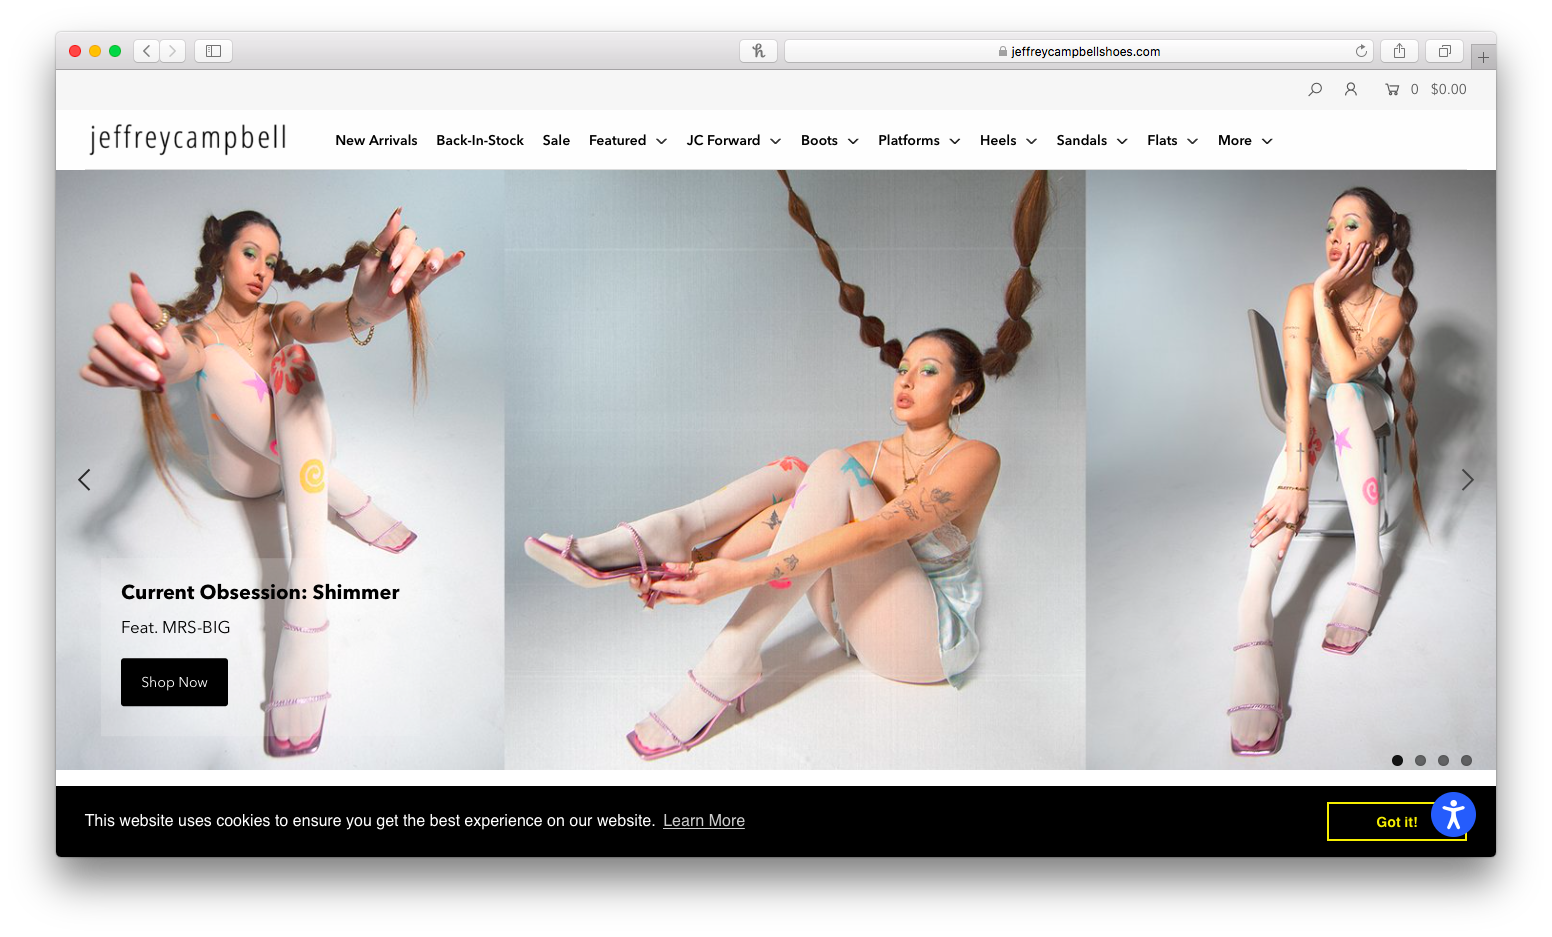 jeffreycampbellshoes.com
0 $0.00
jeffreycampbell
New Arrivals Back-In-Stock Sale Featured JC Forward Boots Platforms Heels Sandals Flats More
Current Obsession: Shimmer
Feat. MRS-BIG
Shop Now
This website uses cookies to ensure you get the best experience on our website. Learn More
Got it!